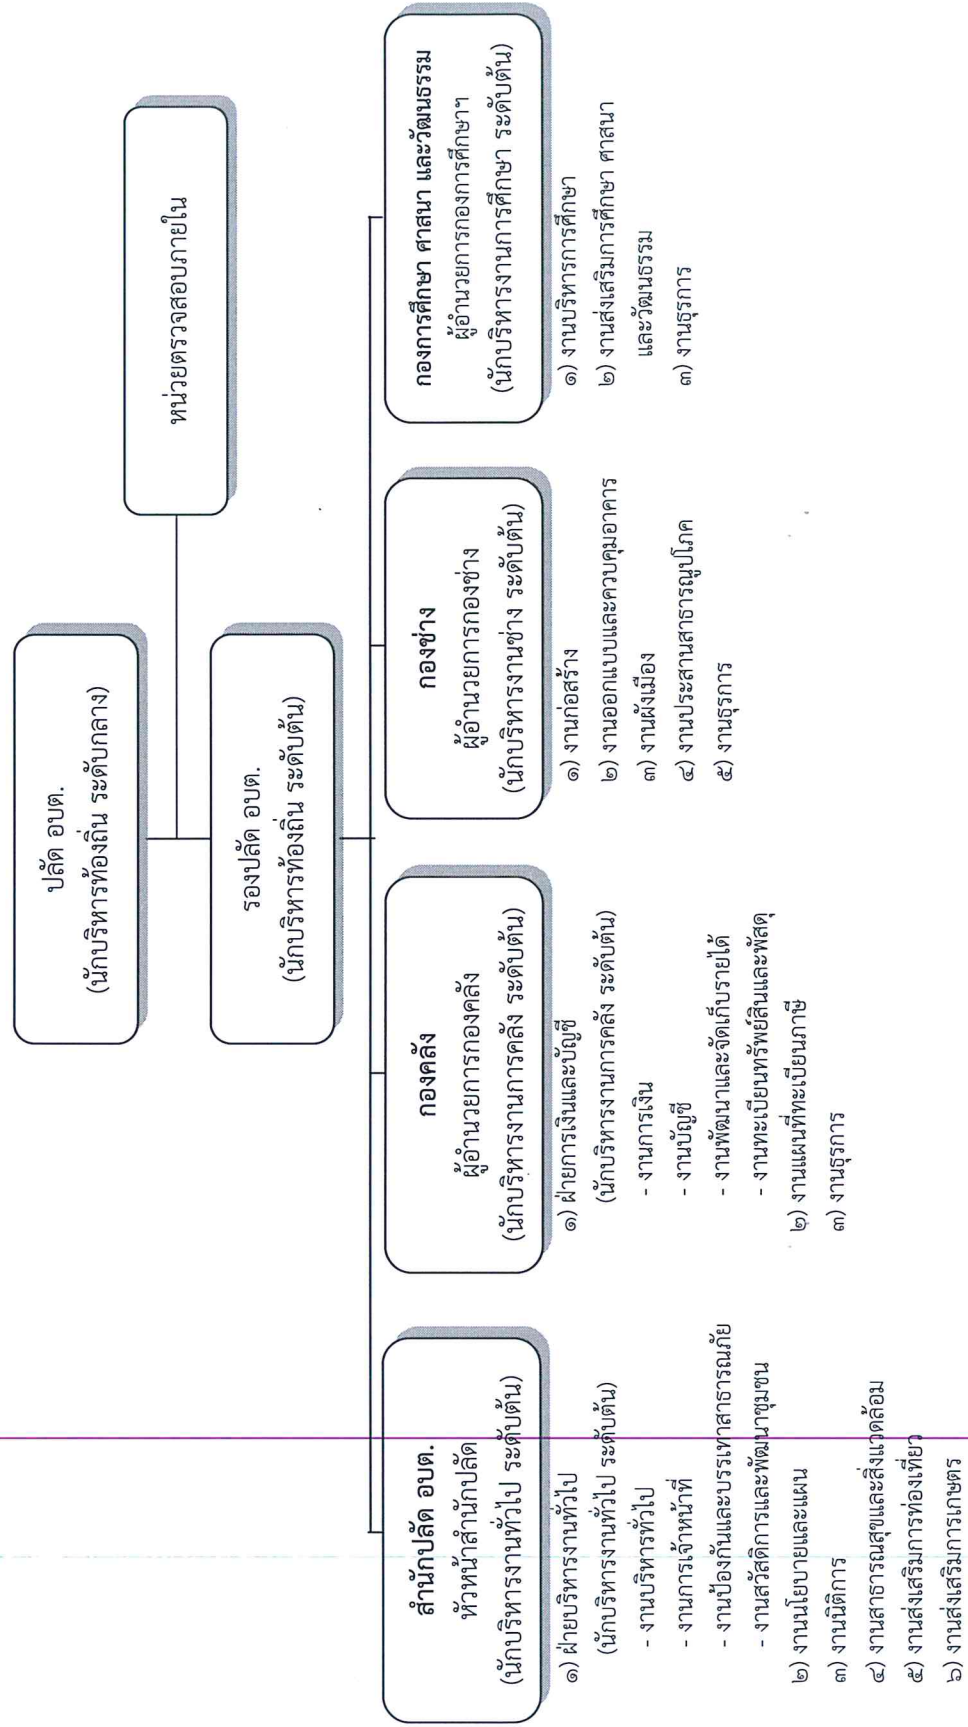 ปลัด อบต.
(นักบริหารท้องถิ่น ระดับกลาง)
หน่วยตรวจสอบภายใน
รองปลัด อบต.
(นักบริหารท้องถิ่น ระดับต้น)
สำนักปลัด อบต.
หัวหน้าสำนักปลัด
(นักบริหารงานทั่วไป ระดับต้น)
๑) ฝ่ายบริหารงานทั่วไป
(นักบริหารงานทั่วไป ระดับต้น)
- งานบริหารทั่วไป
- งานการเจ้าหน้าที่
- งานป้องกันและบรรเทาสาธารณภัย
- งานสวัสดิการและพัฒนาชุมชน
๒) งานนโยบายและแผน
๓) งานนิติการ
๔) งานสาธารณสุขและสิ่งแวดล้อม
๕) งานส่งเสริมการท่องเที่ยว
๖) งานส่งเสริมการเกษตร
กองคลัง
ผู้อำนวยการกองคลัง
(นักบริหารงานการคลัง ระดับต้น)
๑) ฝ่ายการเงินและบัญชี
(นักบริหารงานการคลัง ระดับต้น)
- งานการเงิน
- งานบัญชี
- งานพัฒนาและจัดเก็บรายได้
- งานทะเบียนทรัพย์สินและพัสดุ
๒) งานแผนที่ทะเบียนภาษี
๓) งานธุรการ
กองช่าง
ผู้อำนวยการกองช่าง
(นักบริหารงานช่าง ระดับต้น)
๑) งานก่อสร้าง
๒) งานออกแบบและควบคุมอาคาร
๓) งานผังเมือง
๔) งานประสานสาธารณูปโภค
๕) งานธุรการ
กองการศึกษา ศาสนา และวัฒนธรรม
ผู้อำนวยการกองการศึกษาฯ
(นักบริหารงานการศึกษา ระดับต้น)
๑) งานบริหารการศึกษา
๒) งานส่งเสริมการศึกษา ศาสนา
และวัฒนธรรม
๓) งานธุรการ